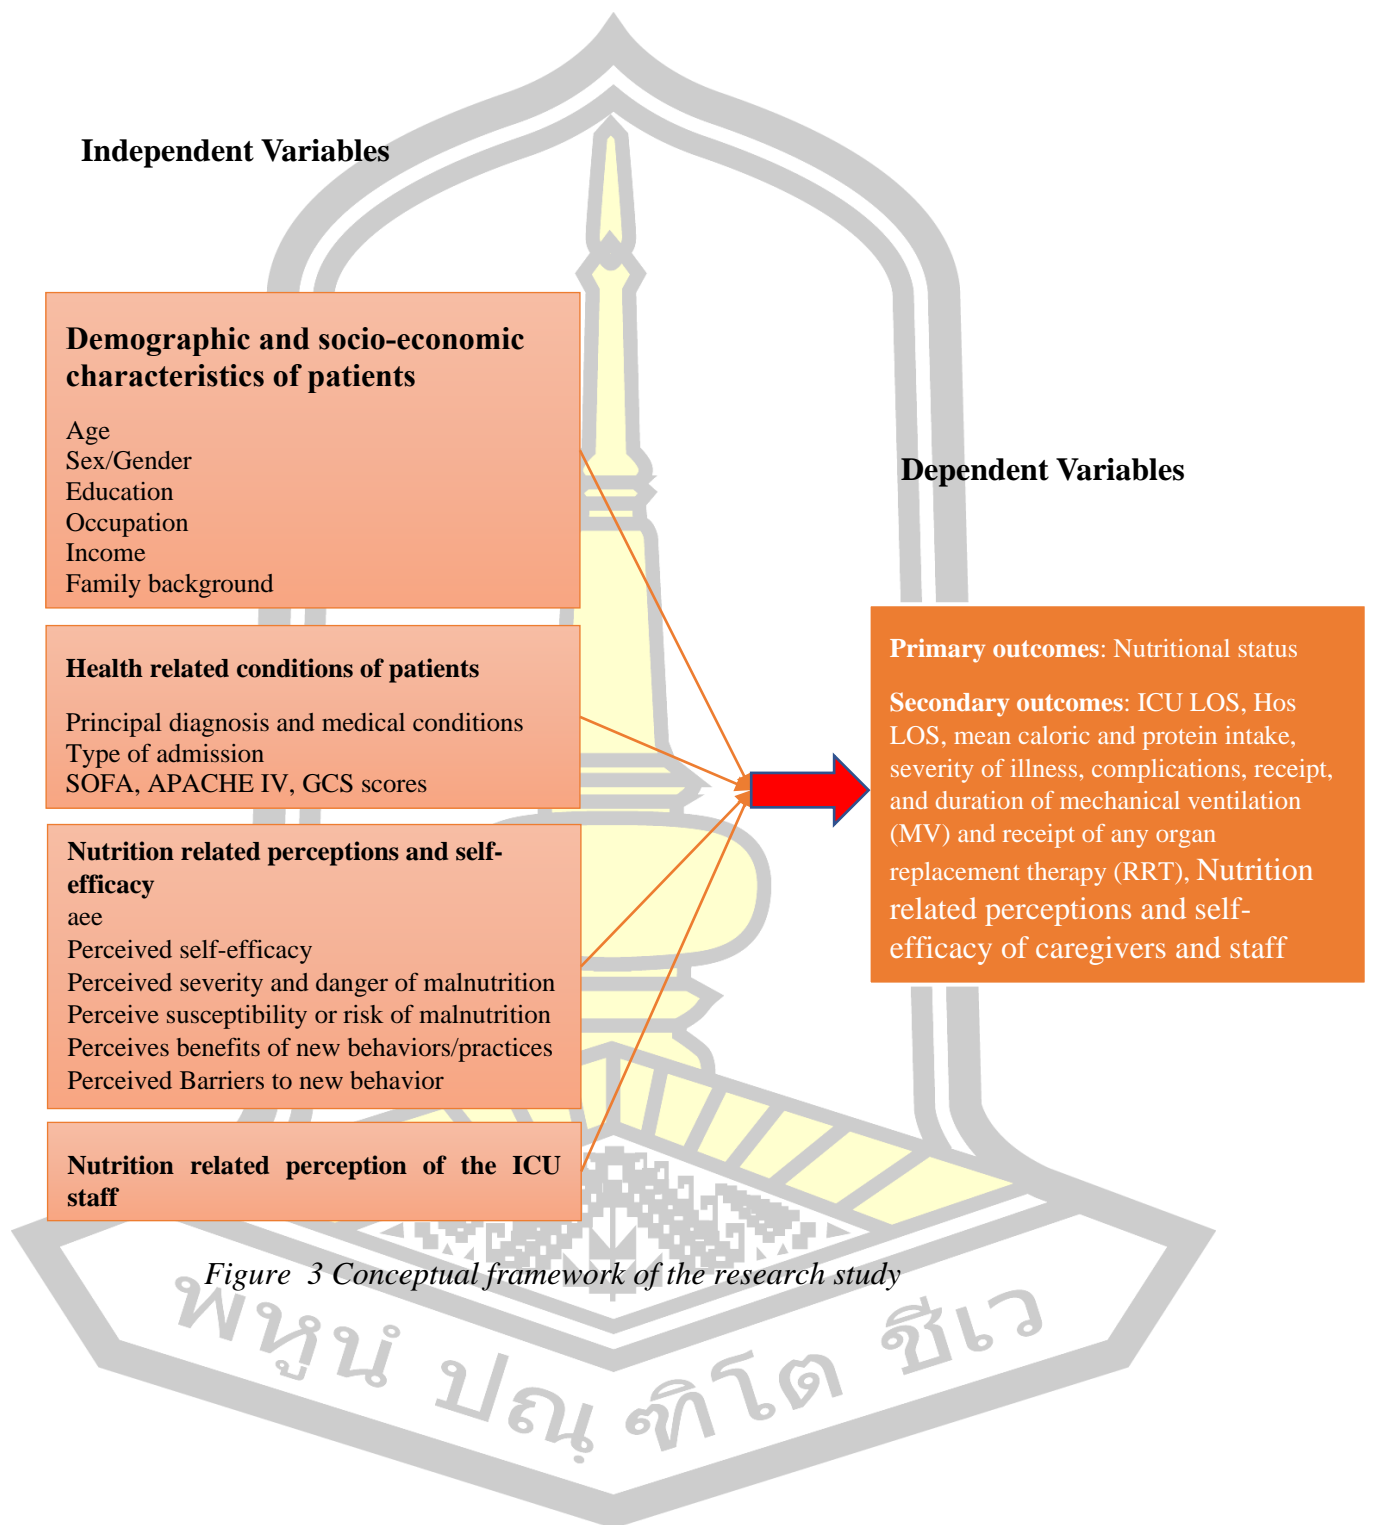 Independent Variables
Demographic and socio-economic
characteristics of patients
Age
Sex/Gender
Education
Occupation
Income
Family background
Health related conditions of patients
Principal diagnosis and medical conditions
Type of admission
SOFA, APACHE IV, GCS scores
Nutrition related perceptions and self-
efficacy
aee
Perceived self-efficacy
Perceived severity and danger of malnutrition
Perceive susceptibility or risk of malnutrition
Perceives benefits of new behaviors/practices
Perceived Barriers to new behavior
Nutrition related perception of the ICU
staff
Dependent Variables
Primary outcomes: Nutritional status
Secondary outcomes: ICU LOS, Hos
LOS, mean caloric and protein intake,
severity of illness, complications, receipt,
and duration of mechanical ventilation
(MV) and receipt of any organ
replacement therapy (RRT), Nutrition
related perceptions and self-
efficacy of caregivers and staff
Figure 3 Conceptual framework of the research study
พหูนํ ปณฺฑิโต ชีเว